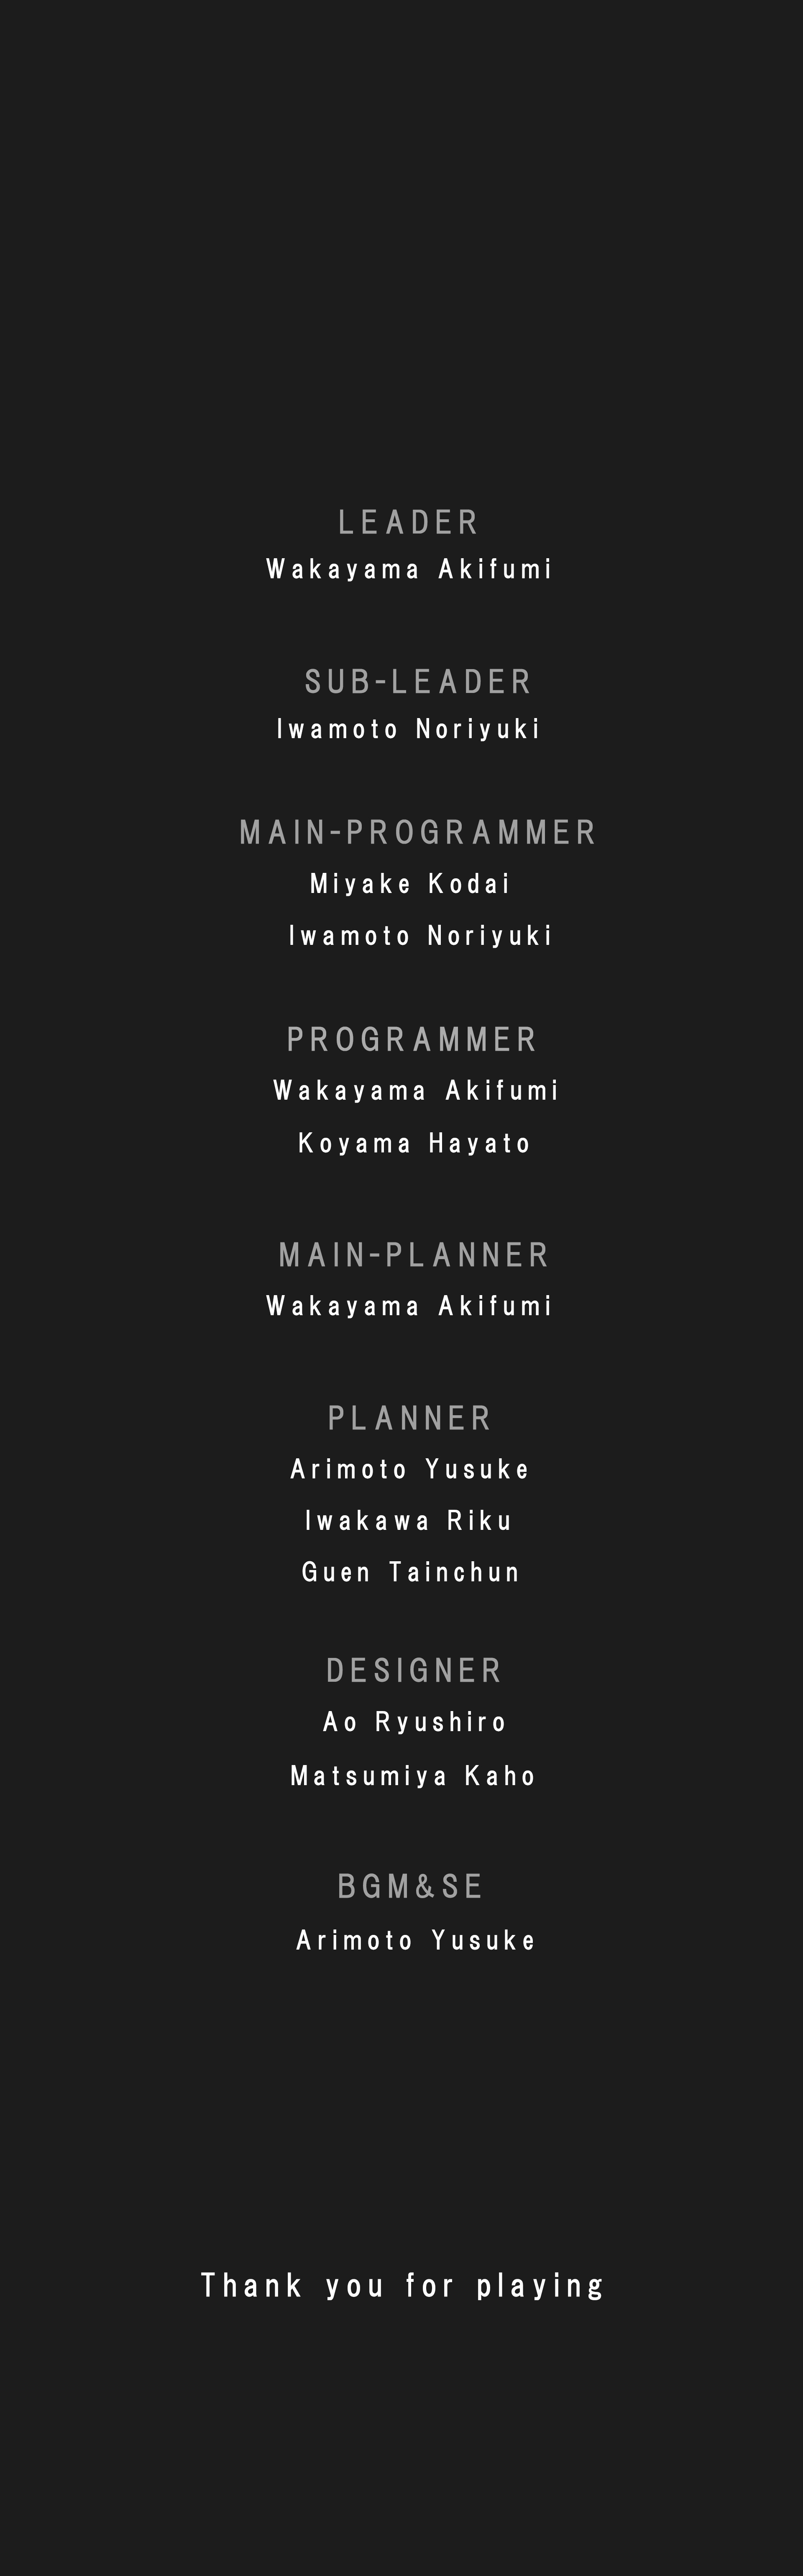 LEADER
Wakayama Akifumi
SUB-LEADER
Iwamoto Noriyuki
MAIN-PROGRAMMER
Miyake Kodai
Iwamoto Noriyuki
PROGRAMMER
Wakayama Akifumi
Koyama Hayato
MAIN-PLANNER
Wakayama Akifumi
PLANNER
Arimoto Yusuke
Iwakawa Riku
Guen Tainchun
DESIGNER
Ao Ryushiro
Matsumiya Kaho
BGM&SE
Arimoto Yusuke
Thank you for playing